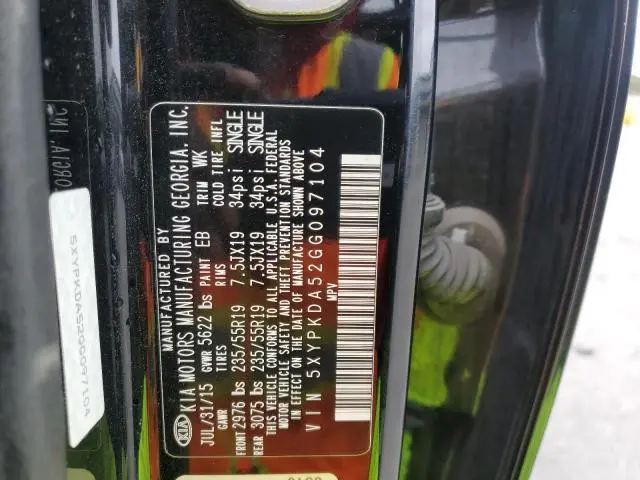 MANUFACTURED BY
KIA KIA MOTORS MANUFACTURING GEORGIA, INC.
JUL/31/15 GVWR 5622 lbs PAINT EB TRIM WK
GAWR TIRES RIMS COLD TIRE INFL
FRONT 2976 lbs 235/55R19 7.5JX19 34psi SINGLE
REAR 3075 lbs 235/55R19 7.5JX19 34psi SINGLE
THIS VEHICLE CONFORMS TO ALL APPLICABLE U.S.A. FEDERAL
MOTOR VEHICLE SAFETY AND THEFT PREVENTION STANDARDS
IN EFFECT ON THE DATE OF MANUFACTURE SHOWN ABOVE
VIN 5XYPKDA52GG097104
MPV
ORGIA, INC
5XYPKDA52GG097104